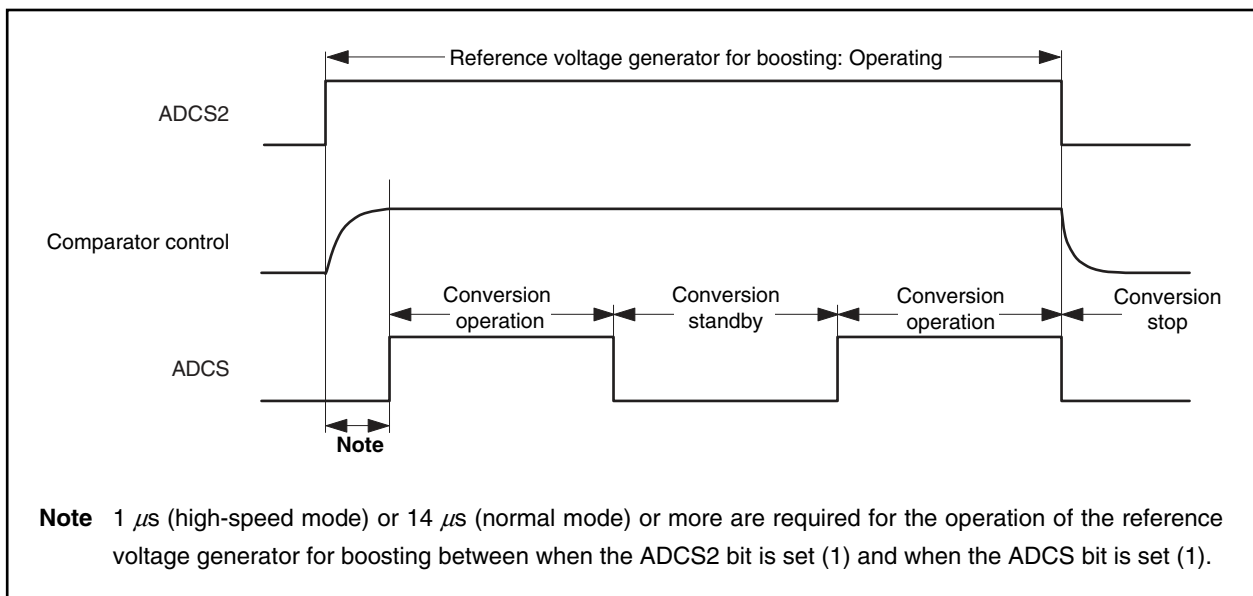 Reference voltage generator for boosting: Operating
ADCS2
Comparator control
Conversion operation
Conversion standby
Conversion operation
Conversion stop
ADCS
Note
Note 1 μs (high-speed mode) or 14 μs (normal mode) or more are required for the operation of the reference
voltage generator for boosting between when the ADCS2 bit is set (1) and when the ADCS bit is set (1).